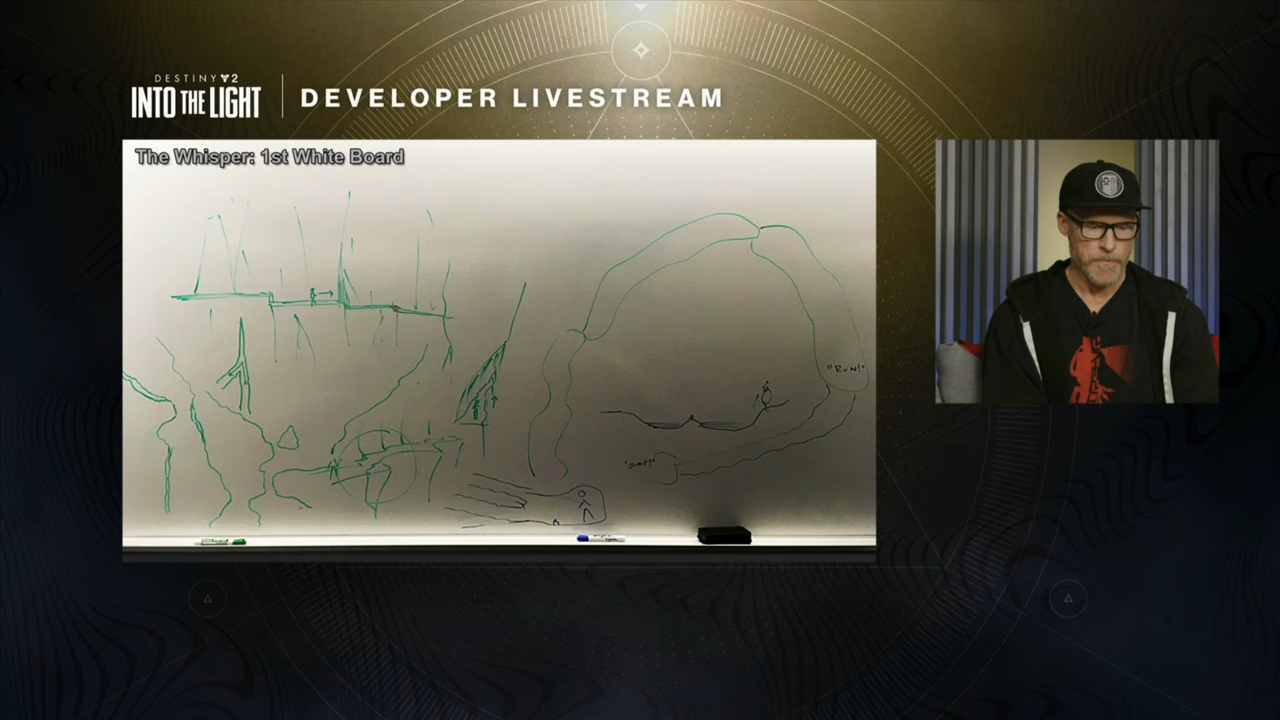 DESTINY 2
INTO THE LIGHT
DEVELOPER LIVESTREAM
The Whisper: 1st White Board
"RUN!"
"JUMP!"